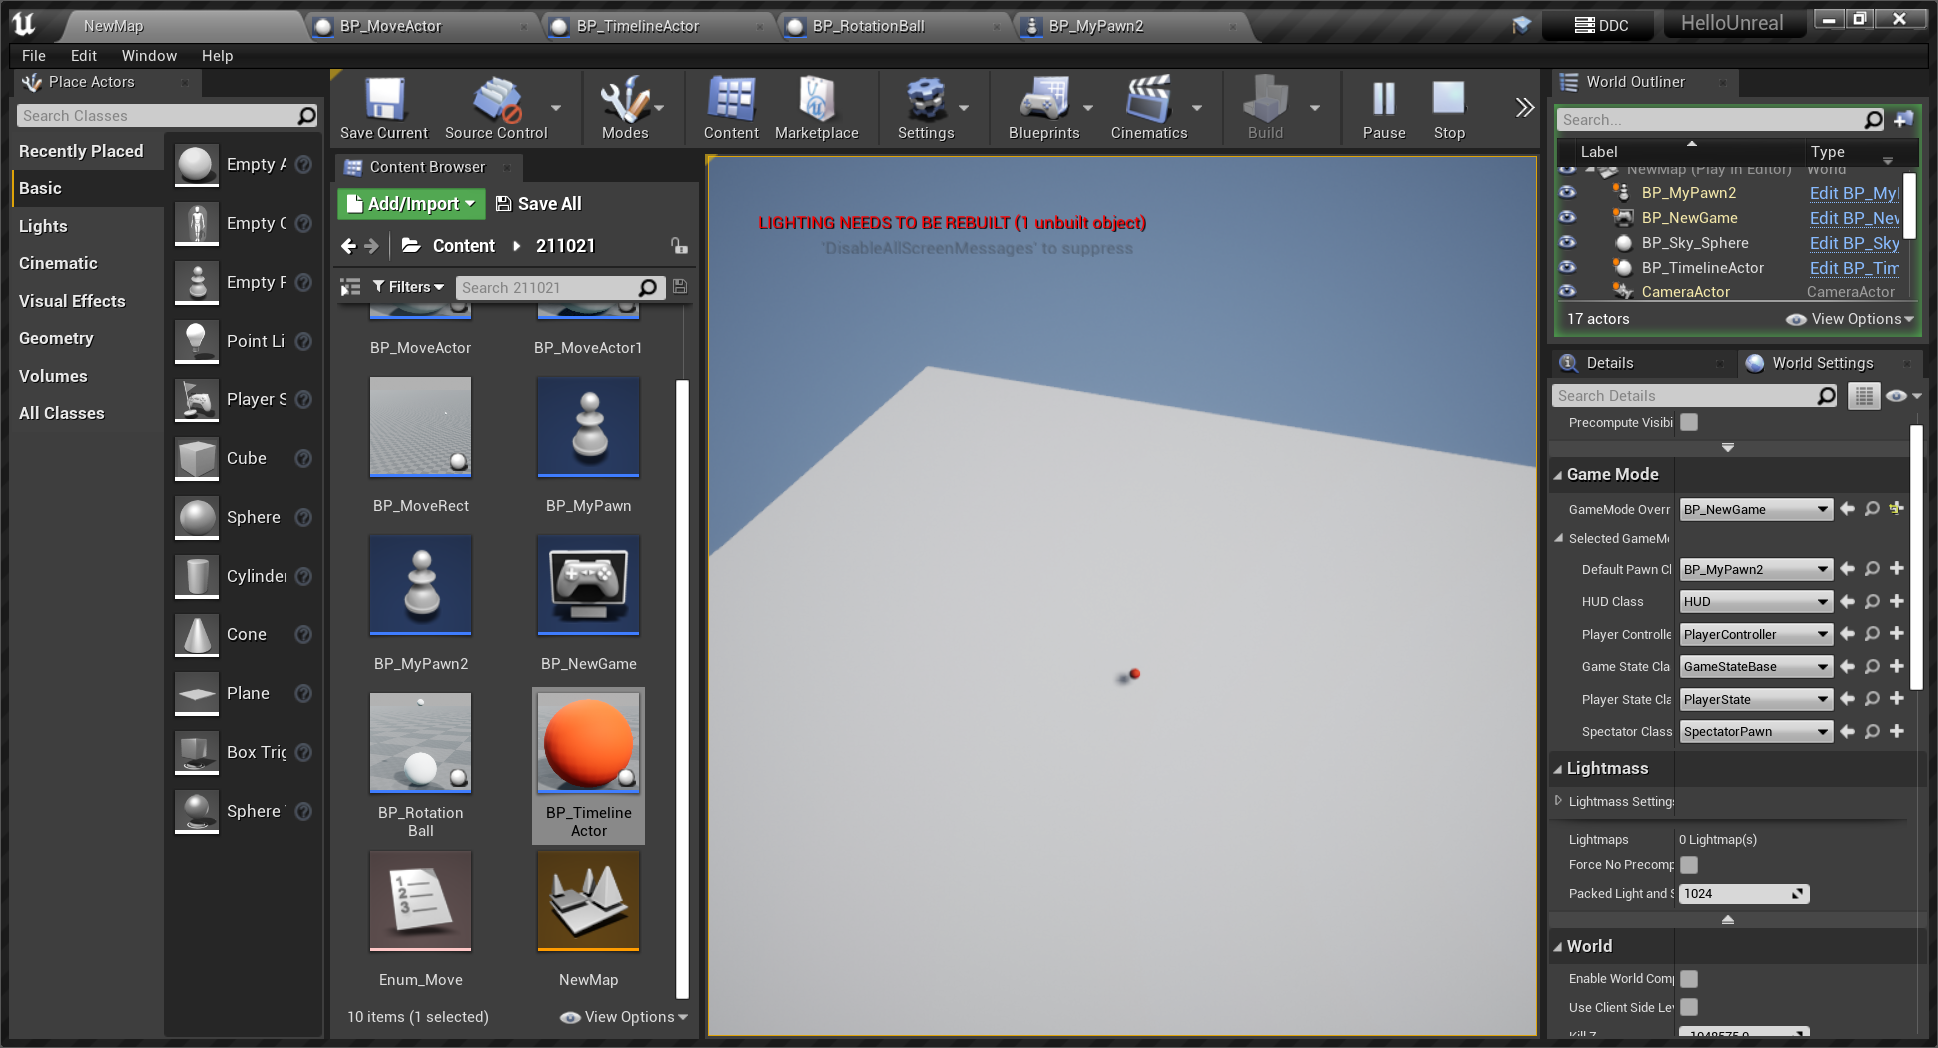 NewMap
BP_MoveActor
BP_TimelineActor
BP_RotationBall
BP_MyPawn2
DDC
HelloUnreal
File Edit Window Help
Place Actors
Search Classes
Recently Placed
Basic
Lights
Cinematic
Visual Effects
Geometry
Volumes
All Classes
Empty A
Empty C
Empty P
Point Li
Player S
Cube
Sphere
Cylinder
Cone
Plane
Box Trig
Sphere
Save Current
Source Control
Modes
Content
Marketplace
Settings
Blueprints
Cinematics
Build
Pause
Stop
Content Browser
Add/Import
Save All
Content
211021
Filters
Search 211021
BP_MoveActor
BP_MoveActor1
BP_MoveRect
BP_MyPawn
BP_MyPawn2
BP_NewGame
BP_Rotation
Ball
BP_Timeline
Actor
1
2
3
Enum_Move
NewMap
10 items (1 selected)
View Options
LIGHTING NEEDS TO BE REBUILT (1 unbuilt object)
'DisableAllScreenMessages' to suppress
World Outliner
Search...
Label
Type
NewMap (Play In Editor)
World
BP_MyPawn2
Edit BP_My
BP_NewGame
Edit BP_Nev
BP_Sky_Sphere
Edit BP_Sky
BP_TimelineActor
Edit BP_Tim
CameraActor
CameraActor
17 actors
View Options
Details
World Settings
Search Details
Precompute Visibi
Game Mode
GameMode Overr
BP_NewGame
Selected GameMo
Default Pawn Cl
BP_MyPawn2
HUD Class
HUD
Player Controlle
PlayerController
Game State Cla
GameStateBase
Player State Cla
PlayerState
Spectator Class
SpectatorPawn
Lightmass
Lightmass Settings
Lightmaps
0 Lightmap(s)
Force No Precomp
Packed Light and S
1024
World
Enable World Comp
Use Client Side Lev
Kill Z
-1048575.0